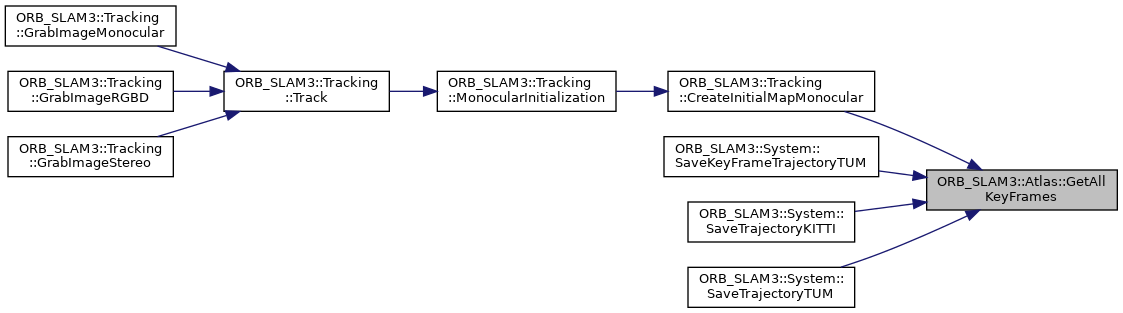 ORB_SLAM3::Tracking
::GrabImageMonocular
ORB_SLAM3::Tracking
::GrabImageRGBD
ORB_SLAM3::Tracking
::GrabImageStereo
ORB_SLAM3::Tracking
::Track
ORB_SLAM3::Tracking
::MonocularInitialization
ORB_SLAM3::Tracking
::CreateInitialMapMonocular
ORB_SLAM3::System::
SaveKeyFrameTrajectoryTUM
ORB_SLAM3::System::
SaveTrajectoryKITTI
ORB_SLAM3::System::
SaveTrajectoryTUM
ORB_SLAM3::Atlas::GetAll
KeyFrames